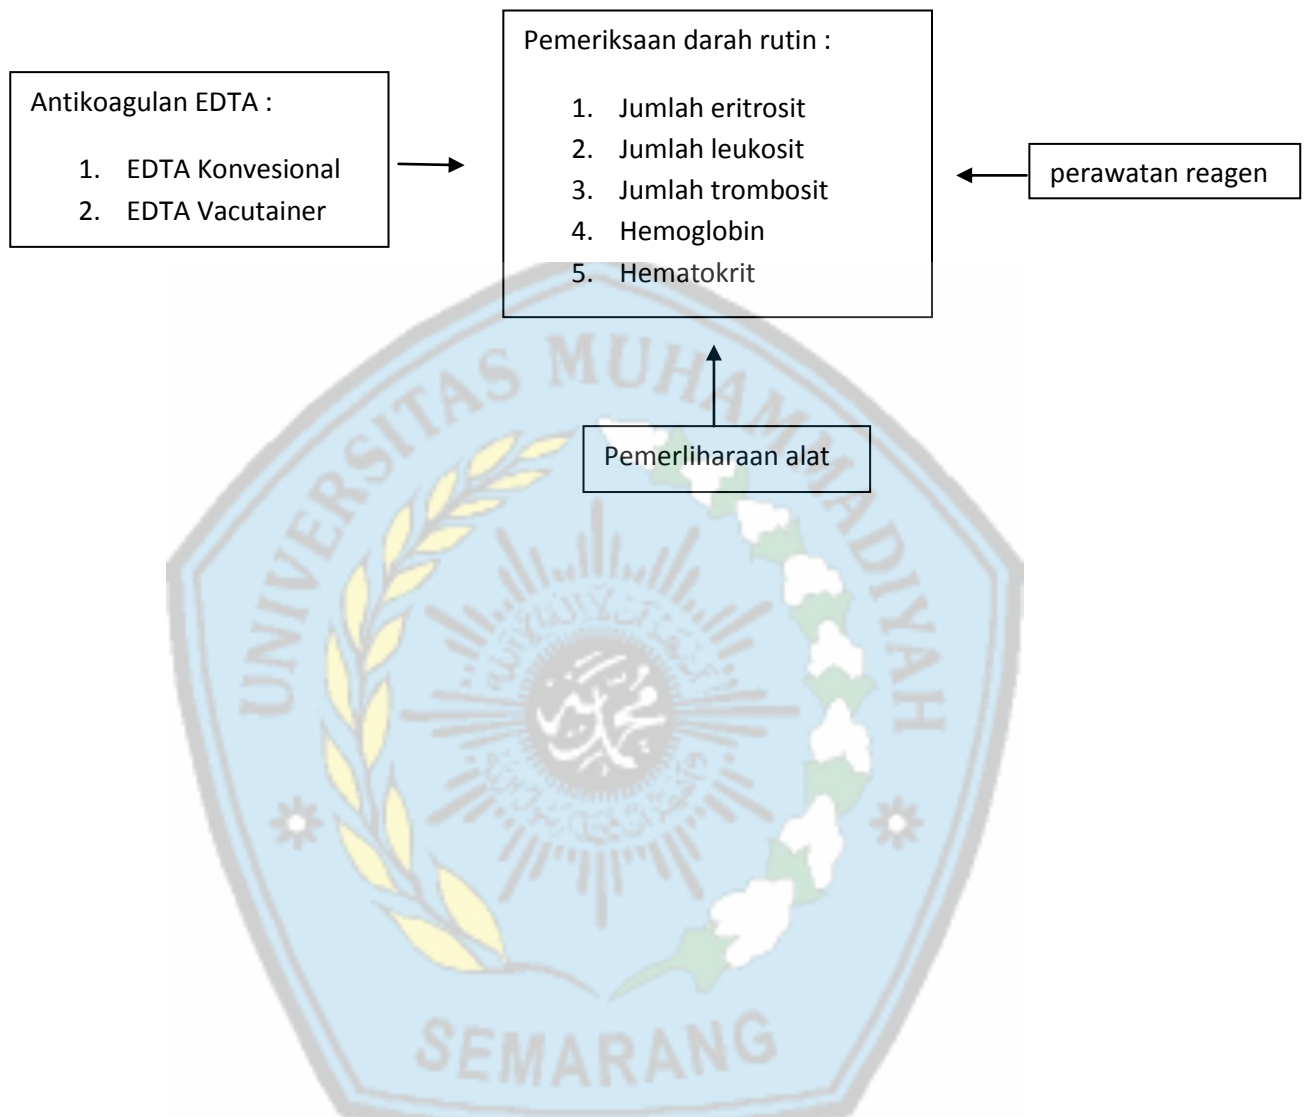 Pemeriksaan darah rutin :
1. Jumlah eritrosit
2. Jumlah leukosit
3. Jumlah trombosit
4. Hemoglobin
5. Hematokrit
Antikoagulan EDTA :
1. EDTA Konvesional
2. EDTA Vacutainer
perawatan reagen
Pemerliharaan alat
UNIVERSITAS MUHAMMADIYAH
SEMARANG